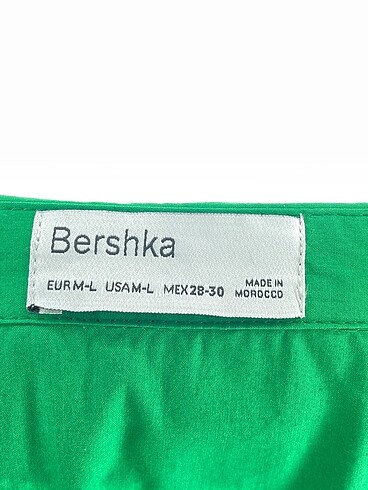 Bershka
EUR M-L USA M-L MEX 28-30 MADE IN
MOROCCO